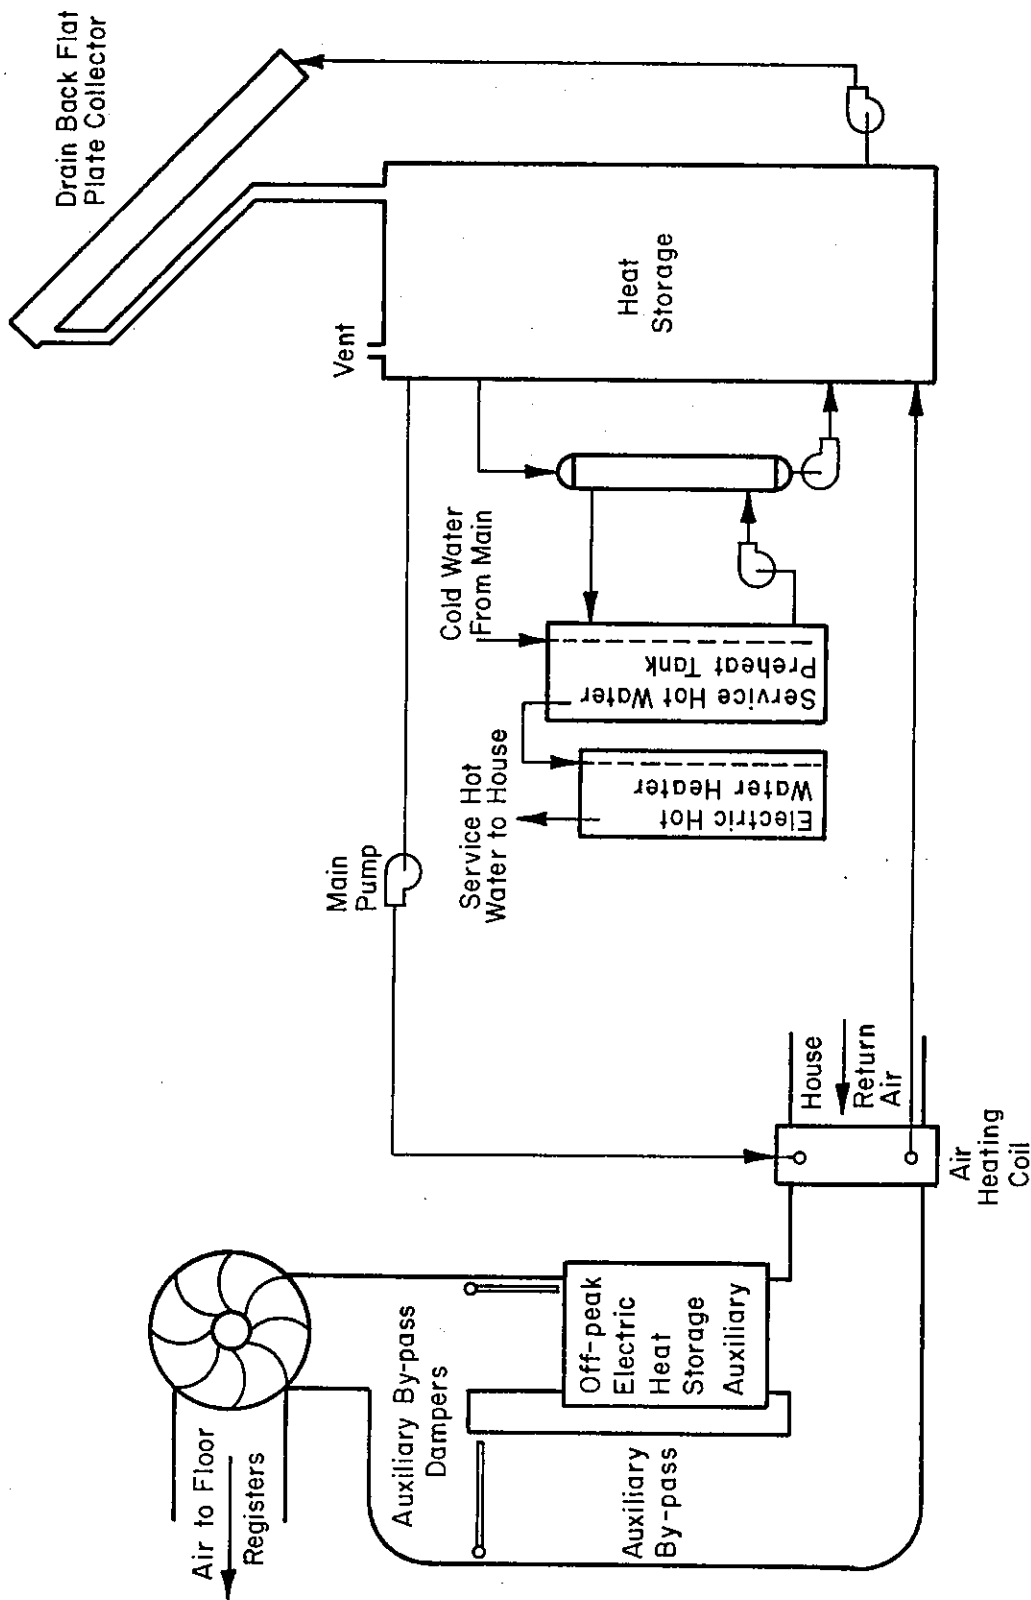 Drain Back Flat
Plate Collector
Vent
Heat
Storage
Cold Water
From Main
Service Hot Water
Preheat Tank
Service Hot
Water to House
Electric Hot
Water Heater
Main
Pump
House
Return
Air
Air
Heating
Coil
Off-peak
Electric
Heat
Storage
Auxiliary
Auxiliary By-pass
Dampers
Auxiliary
By-pass
Air to Floor
Registers